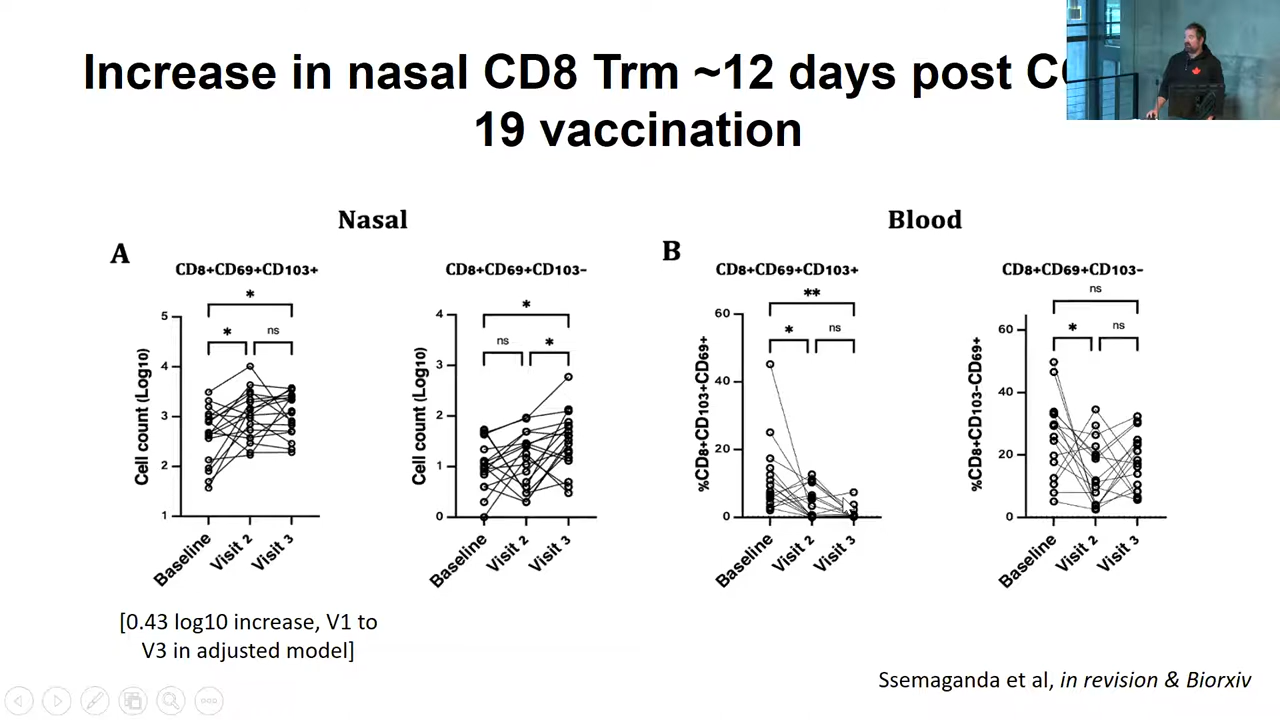 Increase in nasal CD8 Trm ~12 days post
19 vaccination
Nasal
Blood
A
B
CD8+CD69+CD103+
CD8+CD69+CD103-
CD8+CD69+CD103+
CD8+CD69+CD103-
*
*
ns
5
4
3
2
1
Cell count (Log10)
Baseline
Visit 2
Visit 3
*
ns
*
4
3
2
1
0
Cell count (Log10)
Baseline
Visit 2
Visit 3
**
*
ns
60
40
20
0
%CD8+CD103+CD69+
Baseline
Visit 2
Visit 3
ns
*
ns
60
40
20
0
%CD8+CD103-CD69+
Baseline
Visit 2
Visit 3
[0.43 log10 increase, V1 to
V3 in adjusted model]
Ssemaganda et al, in revision & Biorxiv